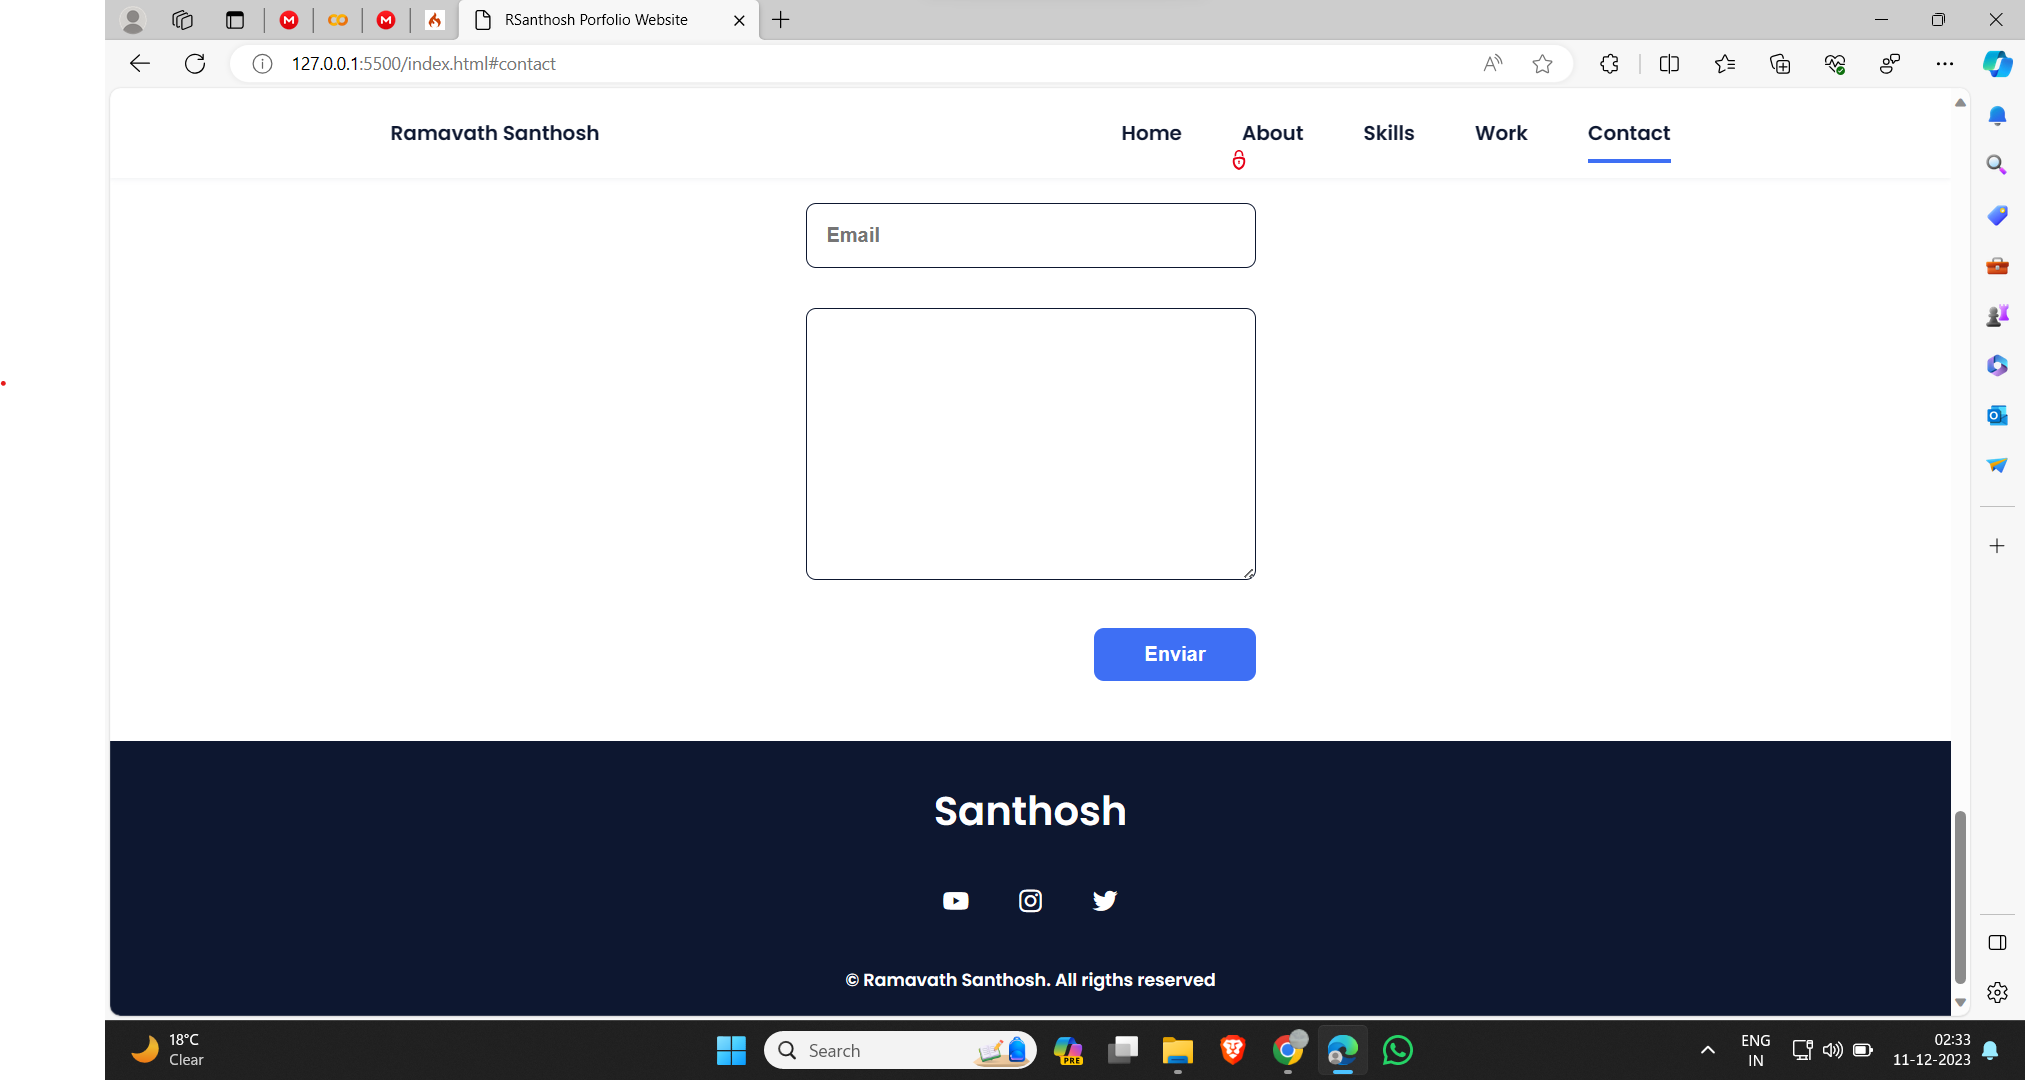 RSanthosh Porfolio Website
127.0.0.1:5500/index.html#contact
Ramavath Santhosh
Home About Skills Work Contact
Email
Enviar
Santhosh
© Ramavath Santhosh. All rigths reserved
18°C
Clear
Search
PRE
ENG
IN
02:33
11-12-2023